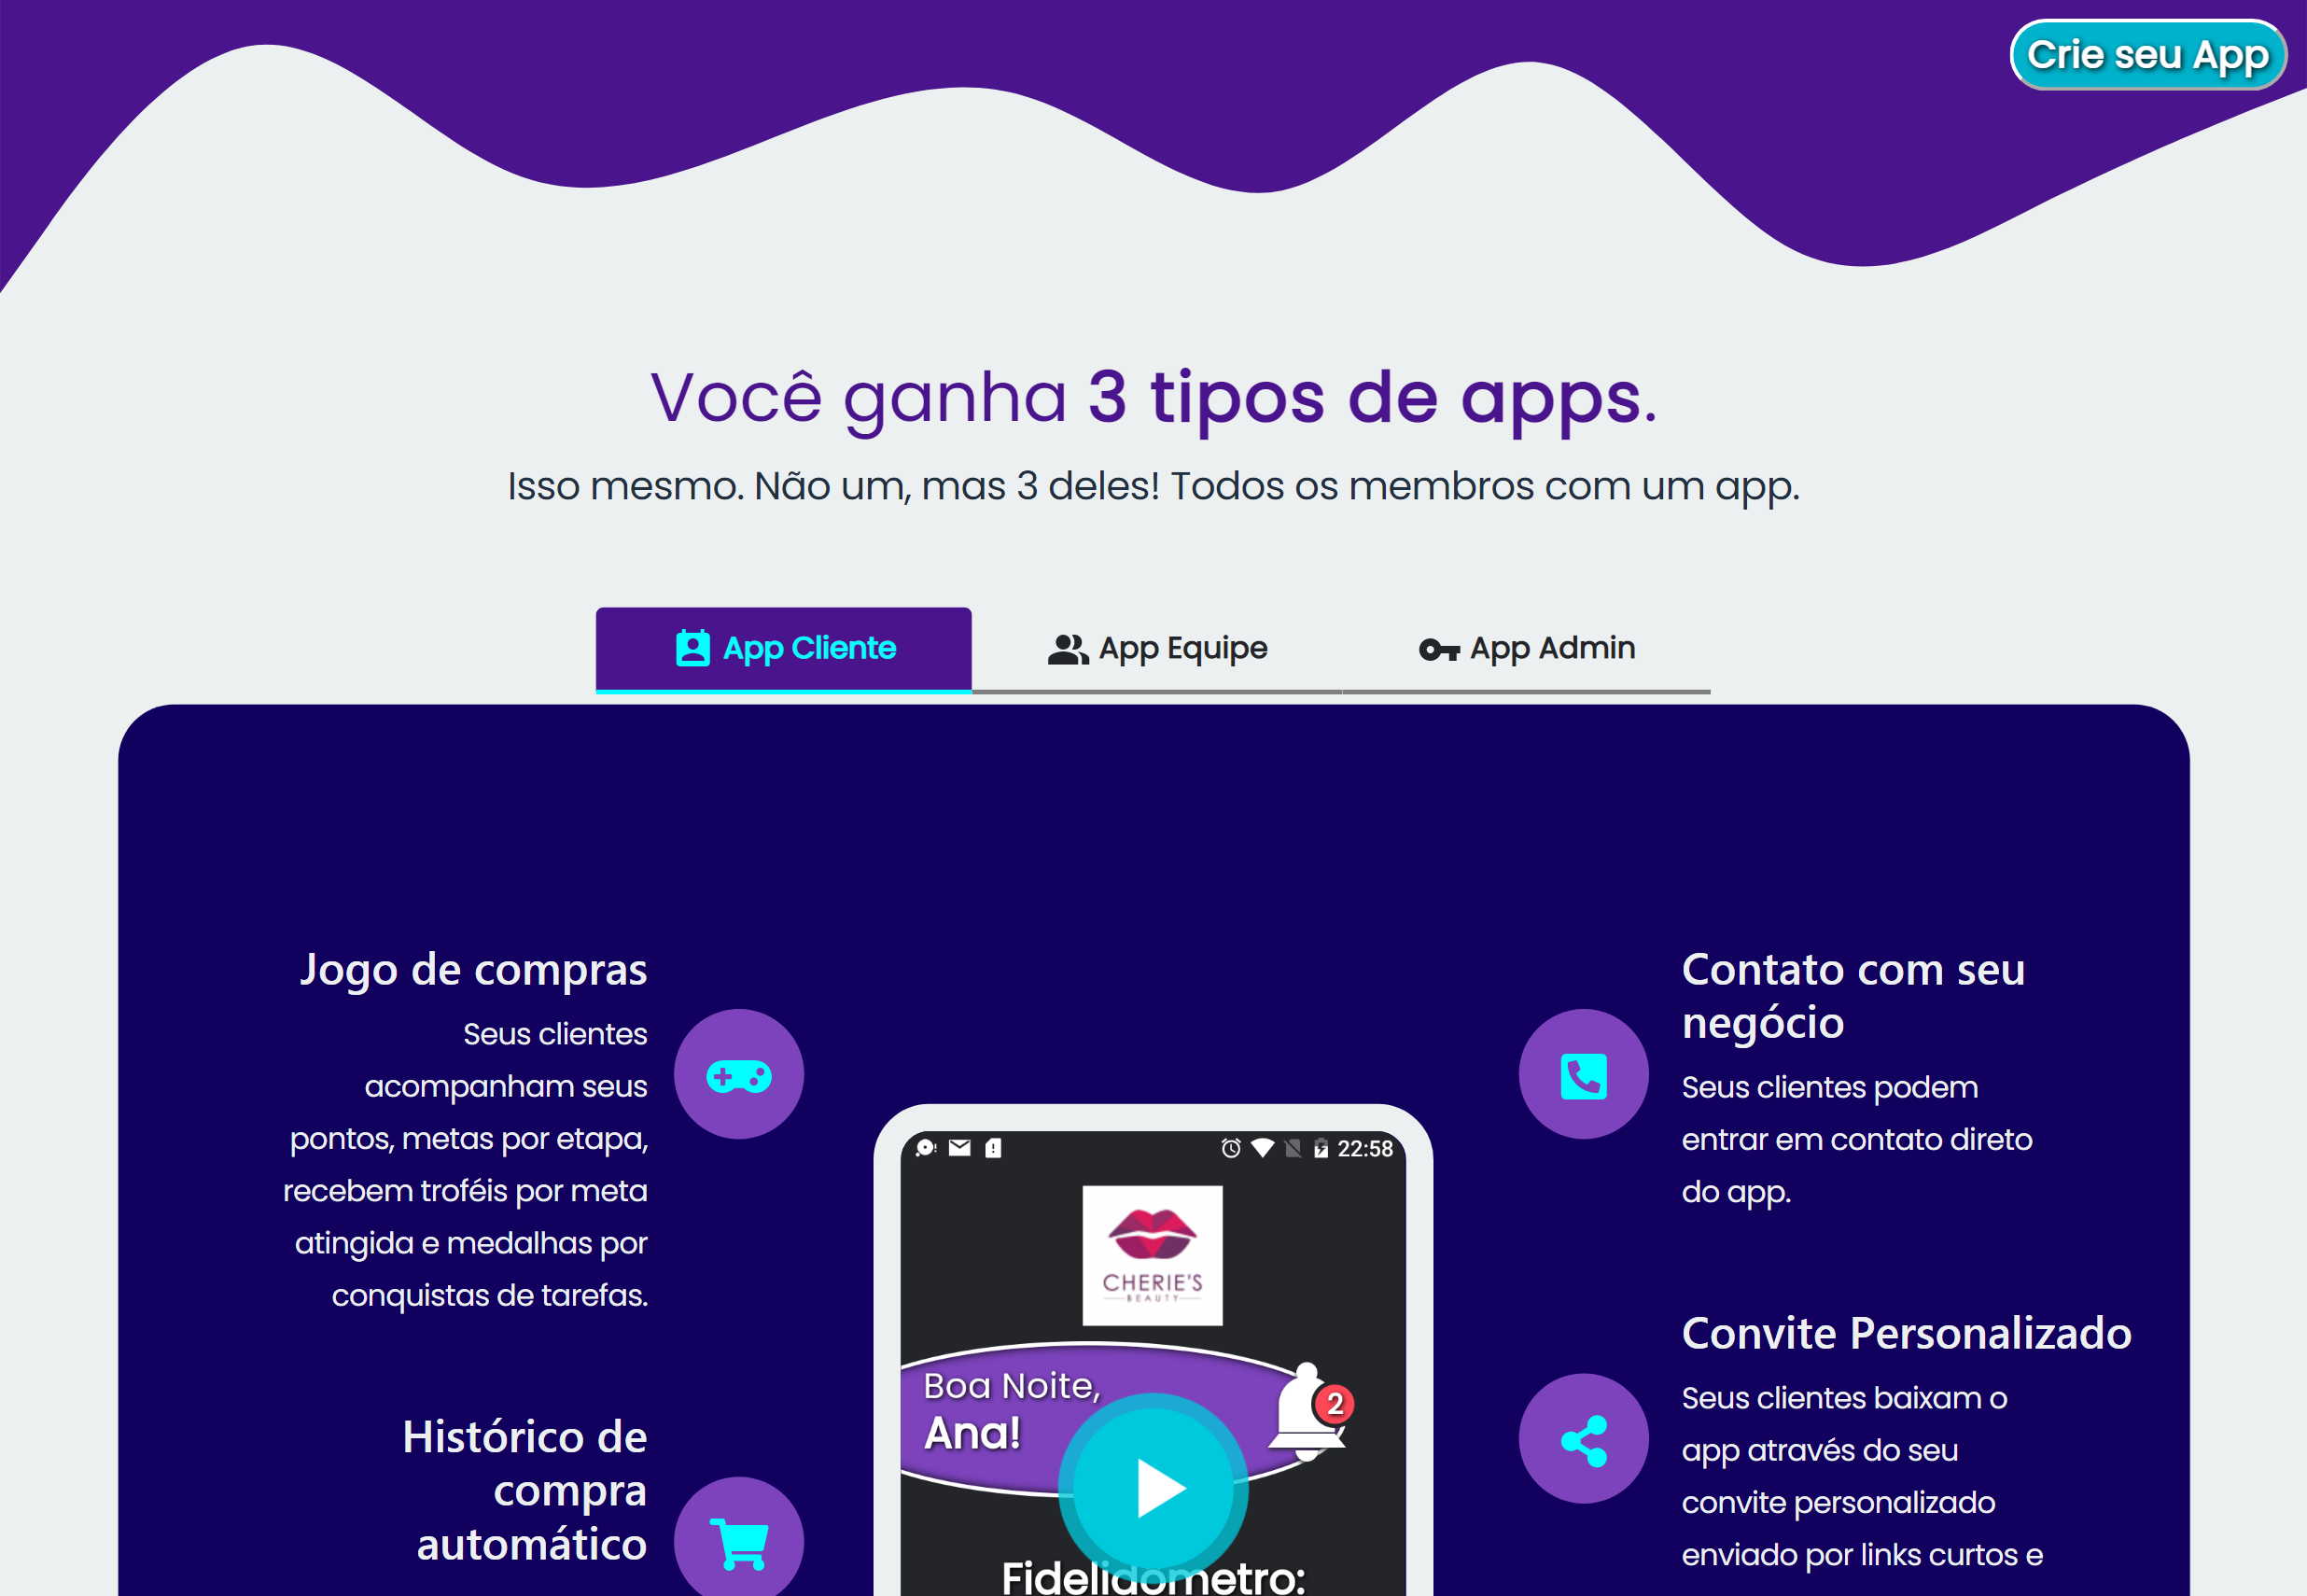 Crie seu App
Você ganha 3 tipos de apps.
Isso mesmo. Não um, mas 3 deles! Todos os membros com um app.
App Cliente
App Equipe
App Admin
Jogo de compras
Seus clientes
acompanham seus
pontos, metas por etapa,
recebem troféis por meta
atingida e medalhas por
conquistas de tarefas.
Histórico de
compra
automático
22:58
CHERIE'S
BEAUTY
Boa Noite,
Ana!
2
Fidelidômetro:
Contato com seu
negócio
Seus clientes podem
entrar em contato direto
do app.
Convite Personalizado
Seus clientes baixam o
app através do seu
convite personalizado
enviado por links curtos e